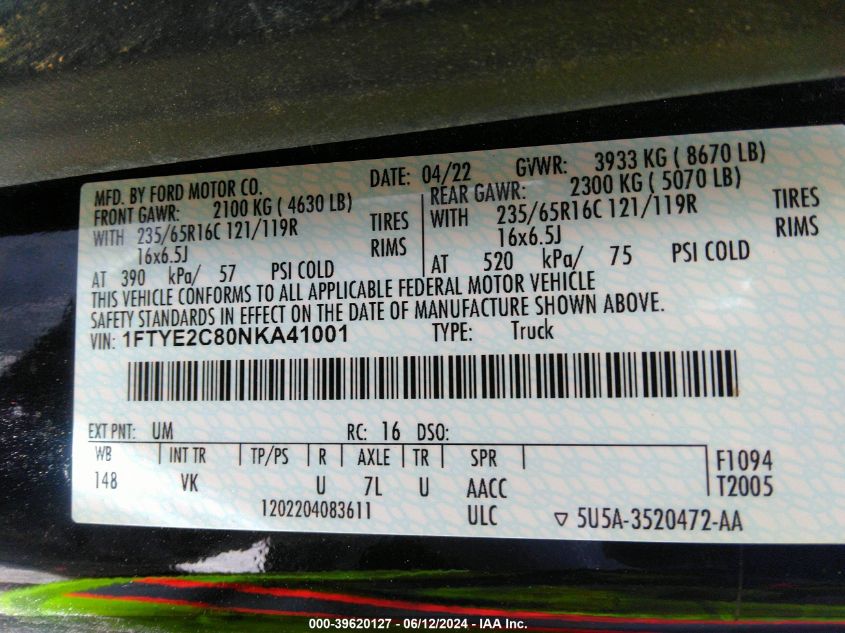 MFD. BY FORD MOTOR CO. DATE: 04/22 GVWR: 3933 KG ( 8670 LB)
FRONT GAWR: 2100 KG ( 4630 LB) REAR GAWR: 2300 KG ( 5070 LB)
WITH 235/65R16C 121/119R TIRES WITH 235/65R16C 121/119R TIRES
16x6.5J RIMS 16x6.5J RIMS
AT 390 kPa/ 57 PSI COLD AT 520 kPa/ 75 PSI COLD
THIS VEHICLE CONFORMS TO ALL APPLICABLE FEDERAL MOTOR VEHICLE
SAFETY STANDARDS IN EFFECT ON THE DATE OF MANUFACTURE SHOWN ABOVE.
VIN: 1FTYE2C80NKA41001 TYPE: Truck
EXT PNT: UM RC: 16 DSO:
WB INT TR TP/PS R AXLE TR SPR F1094
148 VK U 7L U AACC T2005
1202204083611 ULC ▽ 5U5A-3520472-AA
000-39620127 - 06/12/2024 - IAA Inc.